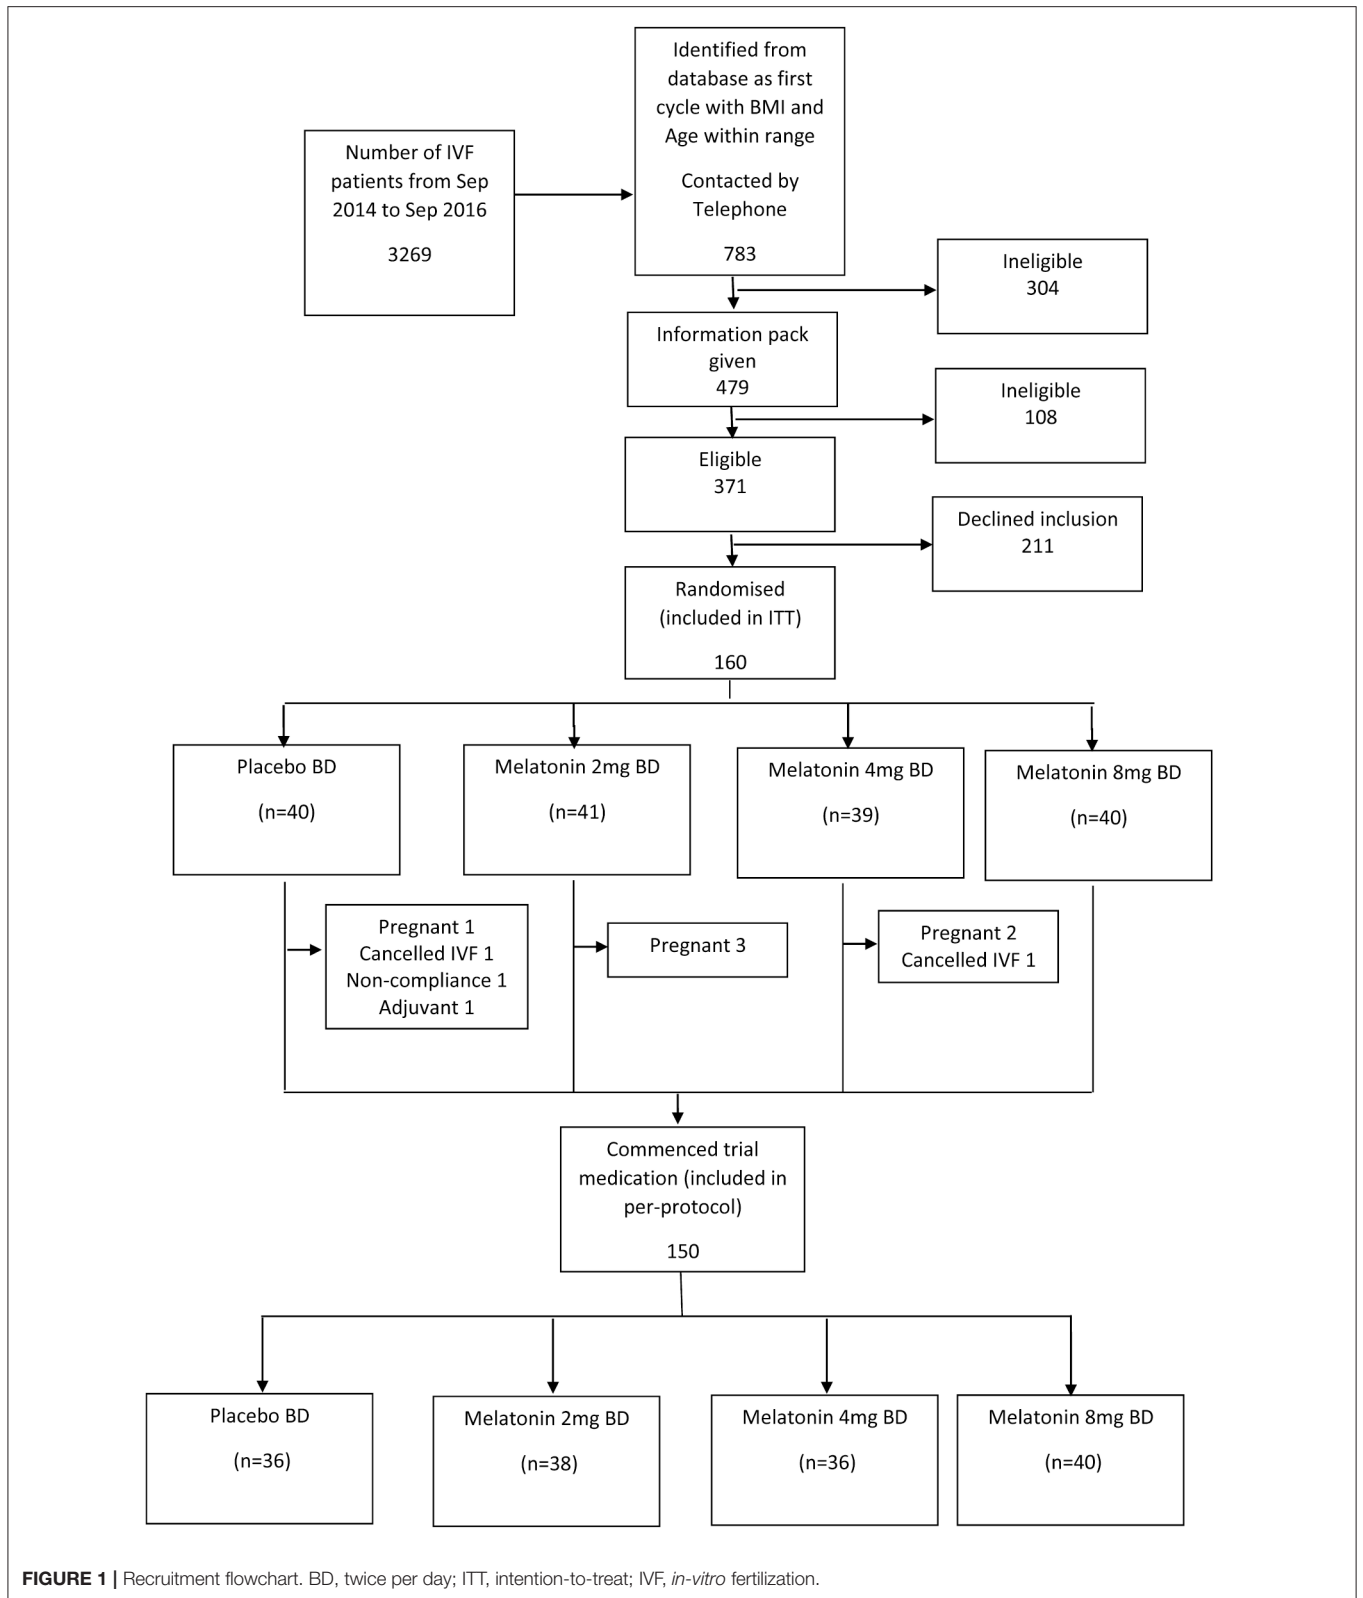 Identified from
database as first
cycle with BMI and
Age within range
Contacted by
Telephone
783
Number of IVF
patients from Sep
2014 to Sep 2016
3269
Ineligible
304
Information pack
given
479
Ineligible
108
Eligible
371
Declined inclusion
211
Randomised
(included in ITT)
160
Placebo BD
(n=40)
Melatonin 2mg BD
(n=41)
Melatonin 4mg BD
(n=39)
Melatonin 8mg BD
(n=40)
Pregnant 1
Cancelled IVF 1
Non-compliance 1
Adjuvant 1
Pregnant 3
Pregnant 2
Cancelled IVF 1
Commenced trial
medication (included in
per-protocol)
150
Placebo BD
(n=36)
Melatonin 2mg BD
(n=38)
Melatonin 4mg BD
(n=36)
Melatonin 8mg BD
(n=40)
FIGURE 1 | Recruitment flowchart. BD, twice per day; ITT, intention-to-treat; IVF, in-vitro fertilization.